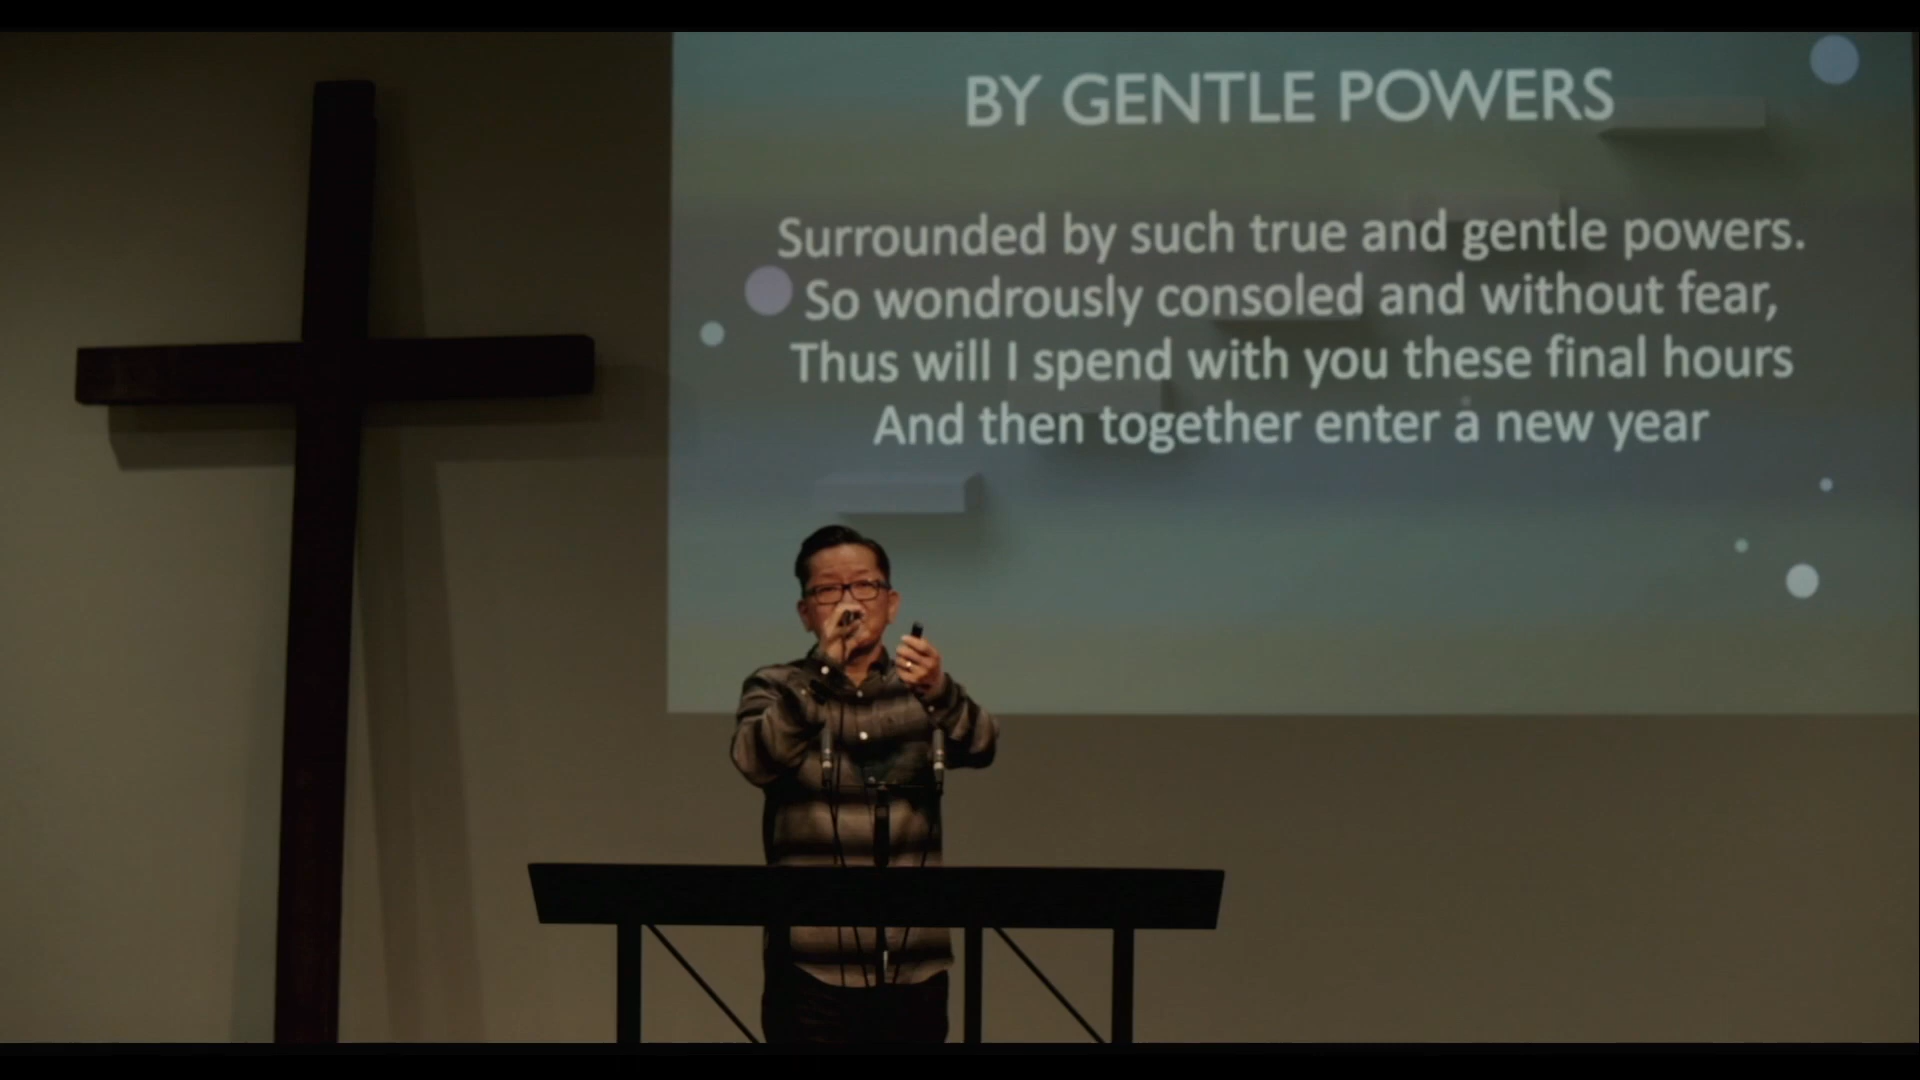 BY GENTLE POWERS
Surrounded by such true and gentle powers.
So wondrously consoled and without fear,
Thus will I spend with you these final hours
And then together enter a new year